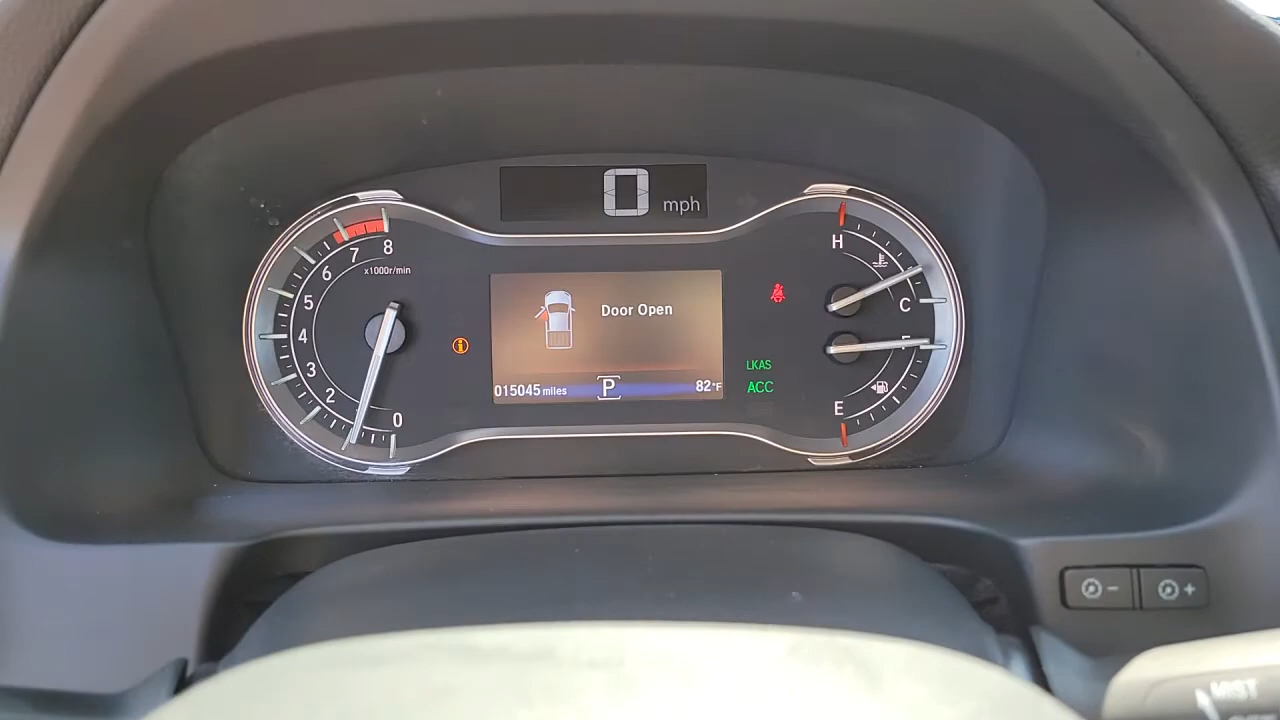 0 mph
8
7
6
5
4
3
2
0
x1000r/min
Door Open
015045 miles P 82°F
LKAS
ACC
H
C
F
E
- +
MIST